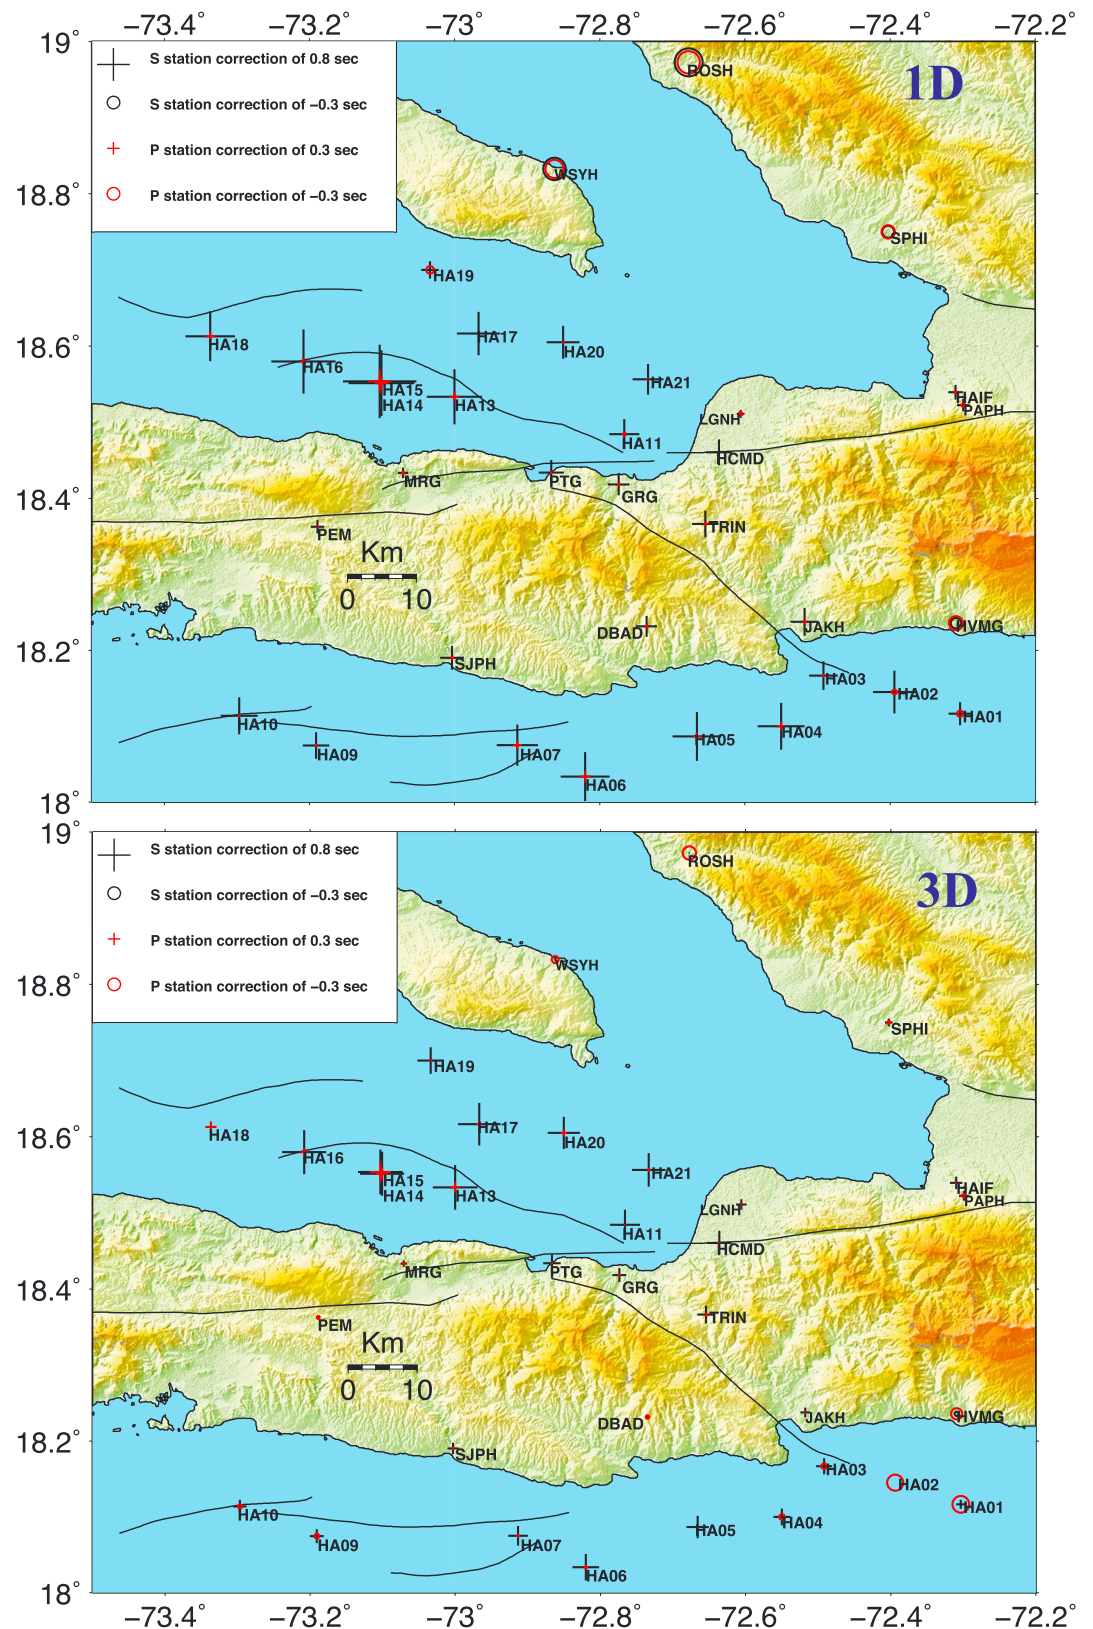 −73.4° −73.2° −73° −72.8° −72.6° −72.4° −72.2°
19°
S station correction of 0.8 sec
S station correction of −0.3 sec
P station correction of 0.3 sec
P station correction of −0.3 sec
1D
ROSH
WSYH
18.8°
SPHI
HA19
HA18
HA17
HA20
18.6°
HA16
HA15
HA14
HA13
HA21
HAIF
PAPH
LGNH
HA11
HCMD
MRG
PTG
GRG
18.4°
TRIN
PEM
Km
0 10
DBAD
JAKH
HVMG
18.2°
SJPH
HA03
HA02
HA01
HA10
HA09
HA07
HA05
HA04
HA06
18°
19°
S station correction of 0.8 sec
S station correction of −0.3 sec
P station correction of 0.3 sec
P station correction of −0.3 sec
3D
ROSH
WSYH
18.8°
SPHI
HA19
HA18
HA17
HA20
18.6°
HA16
HA15
HA14
HA13
HA21
HAIF
PAPH
LGNH
HA11
HCMD
MRG
PTG
GRG
18.4°
TRIN
PEM
Km
0 10
DBAD
JAKH
HVMG
18.2°
SJPH
HA03
HA02
HA01
HA10
HA09
HA07
HA05
HA04
HA06
18°
−73.4° −73.2° −73° −72.8° −72.6° −72.4° −72.2°